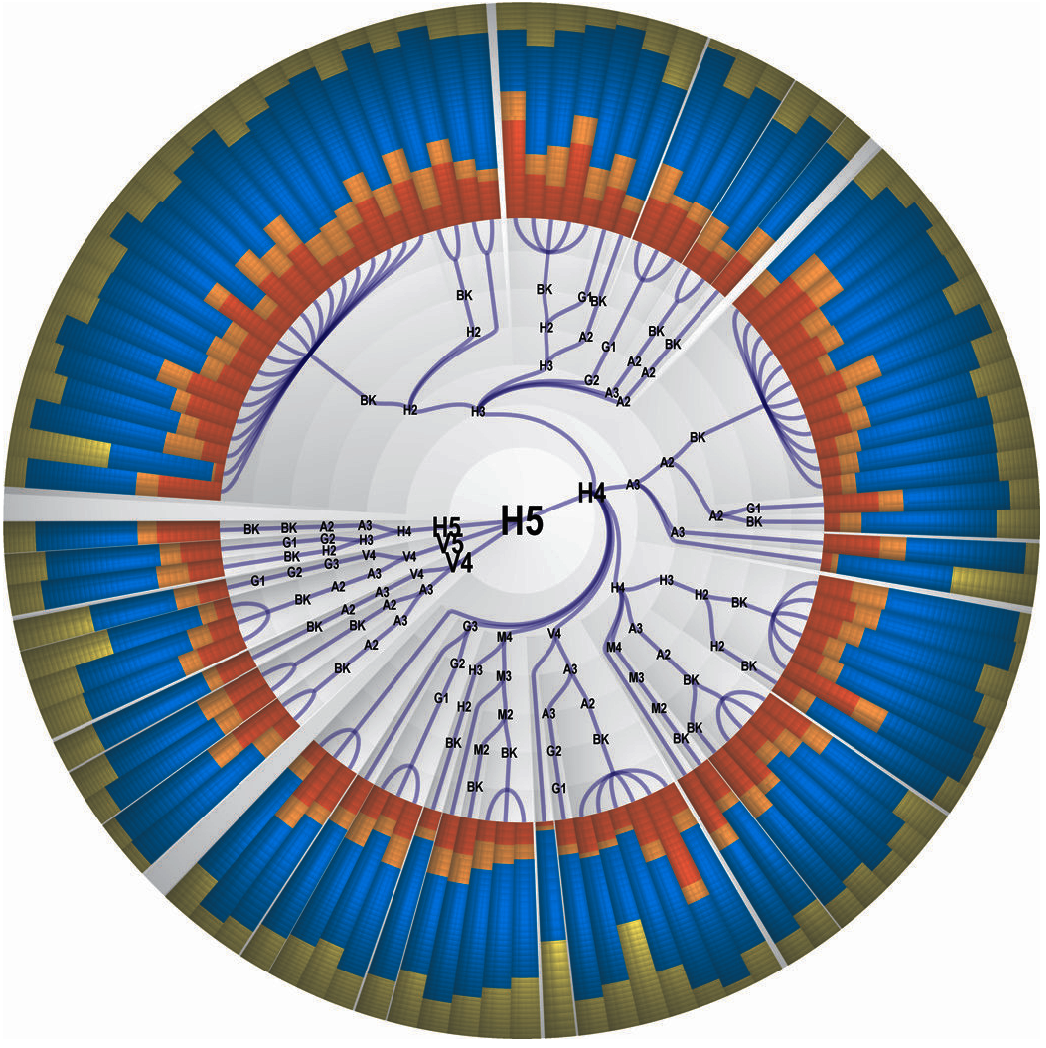 BK G1 BK
H2 H2 A2 G1 BK BK
H3 A2 A2
BK H2 H3 G2 A3 A2
BK
A2
H4 A3
H5
A2 G1
BK
A3
BK BK A2 A3 H4 H5
G1 G2 H3 V5
BK H2 V4 V4 V4
G1 G2 G3 A3 V4
BK A2 A3 A3
BK A2 A2 A3
BK A2
BK
H4 H3 H2 BK
G3 M4 V4 A3 M4 H2
G2 H3 M3 A3 M3 A2 BK
G1 H2 M2 A3 A2 M2 BK
BK M2 BK G2 BK BK BK
BK G1